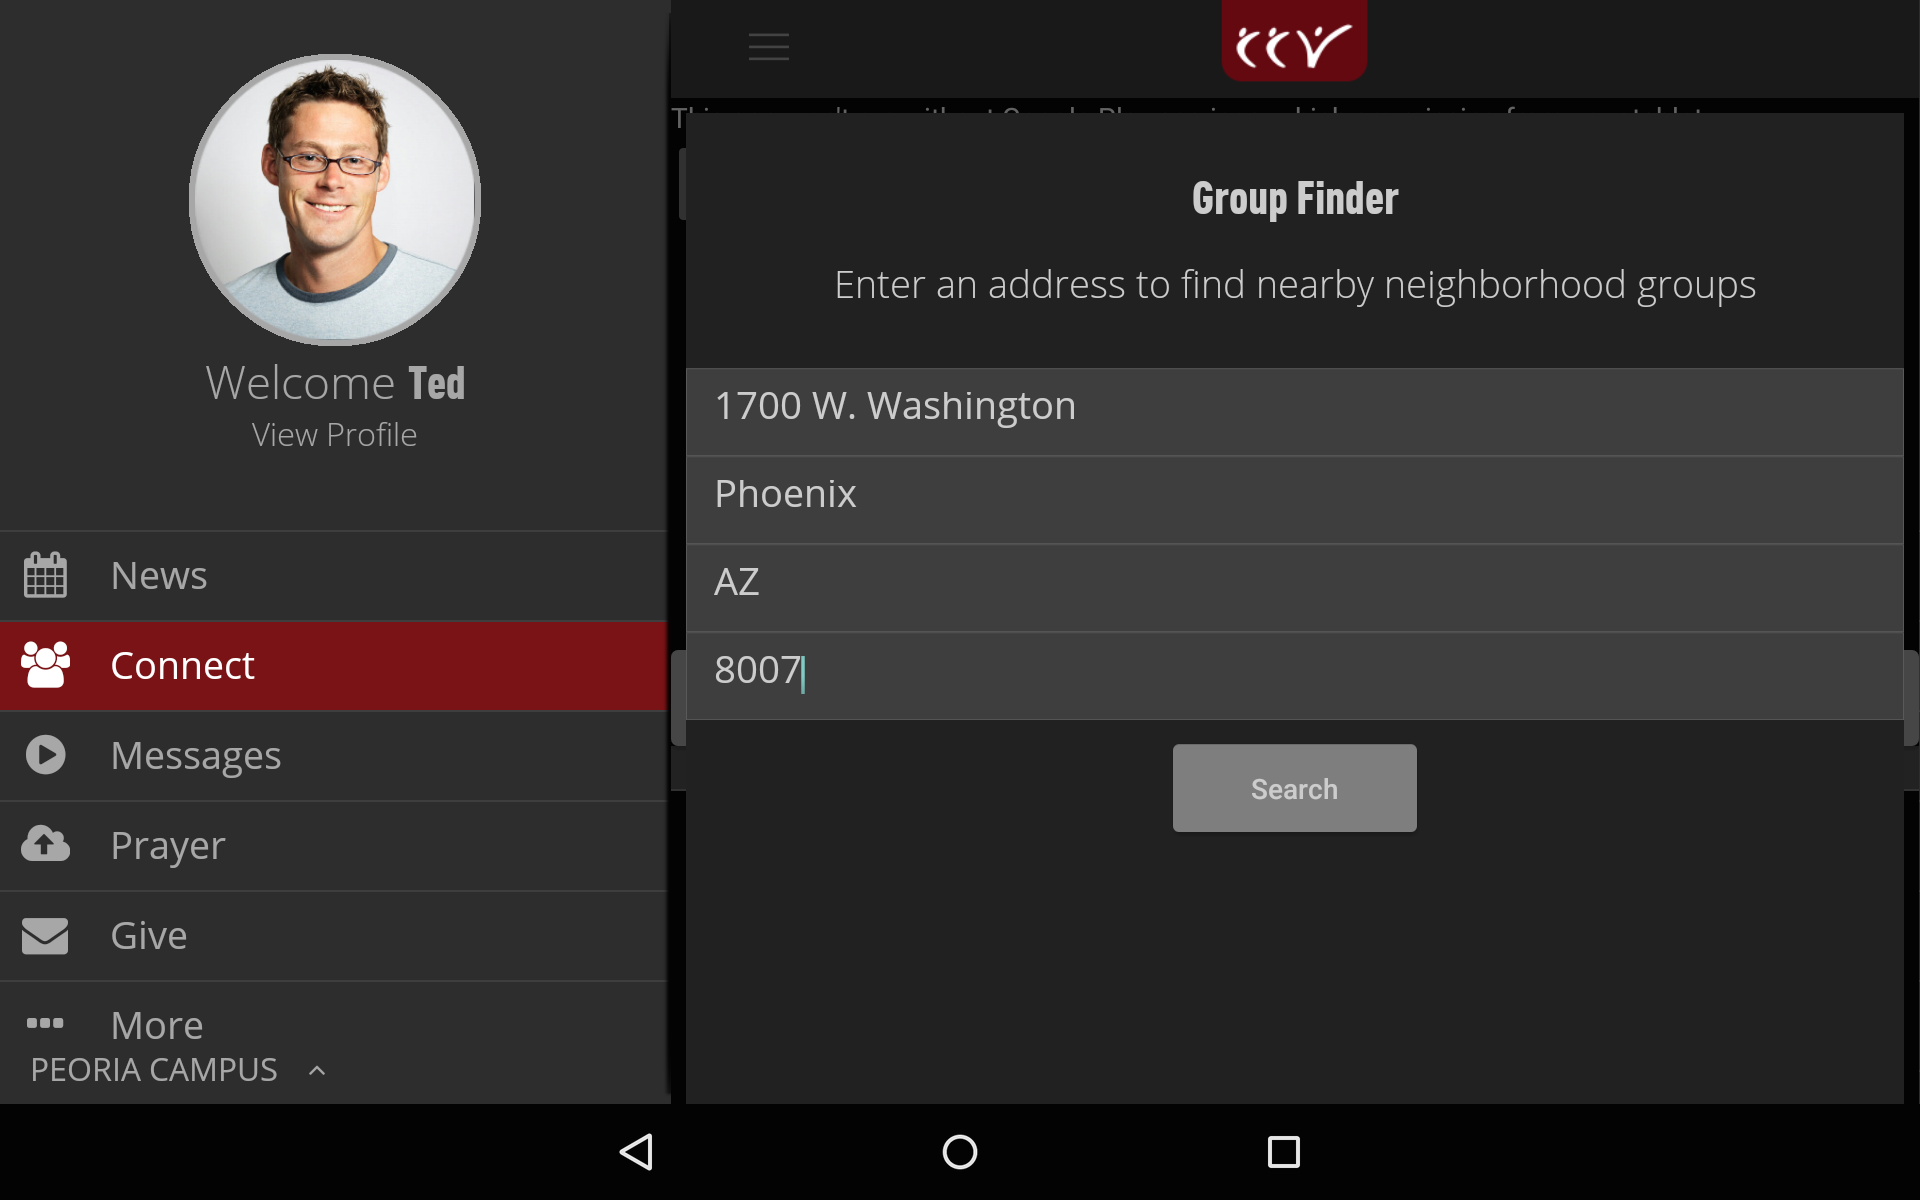 Welcome Ted
View Profile
News
Connect
Messages
Prayer
Give
More
PEORIA CAMPUS
CCV
Group Finder
Enter an address to find nearby neighborhood groups
1700 W. Washington
Phoenix
AZ
8007
Search